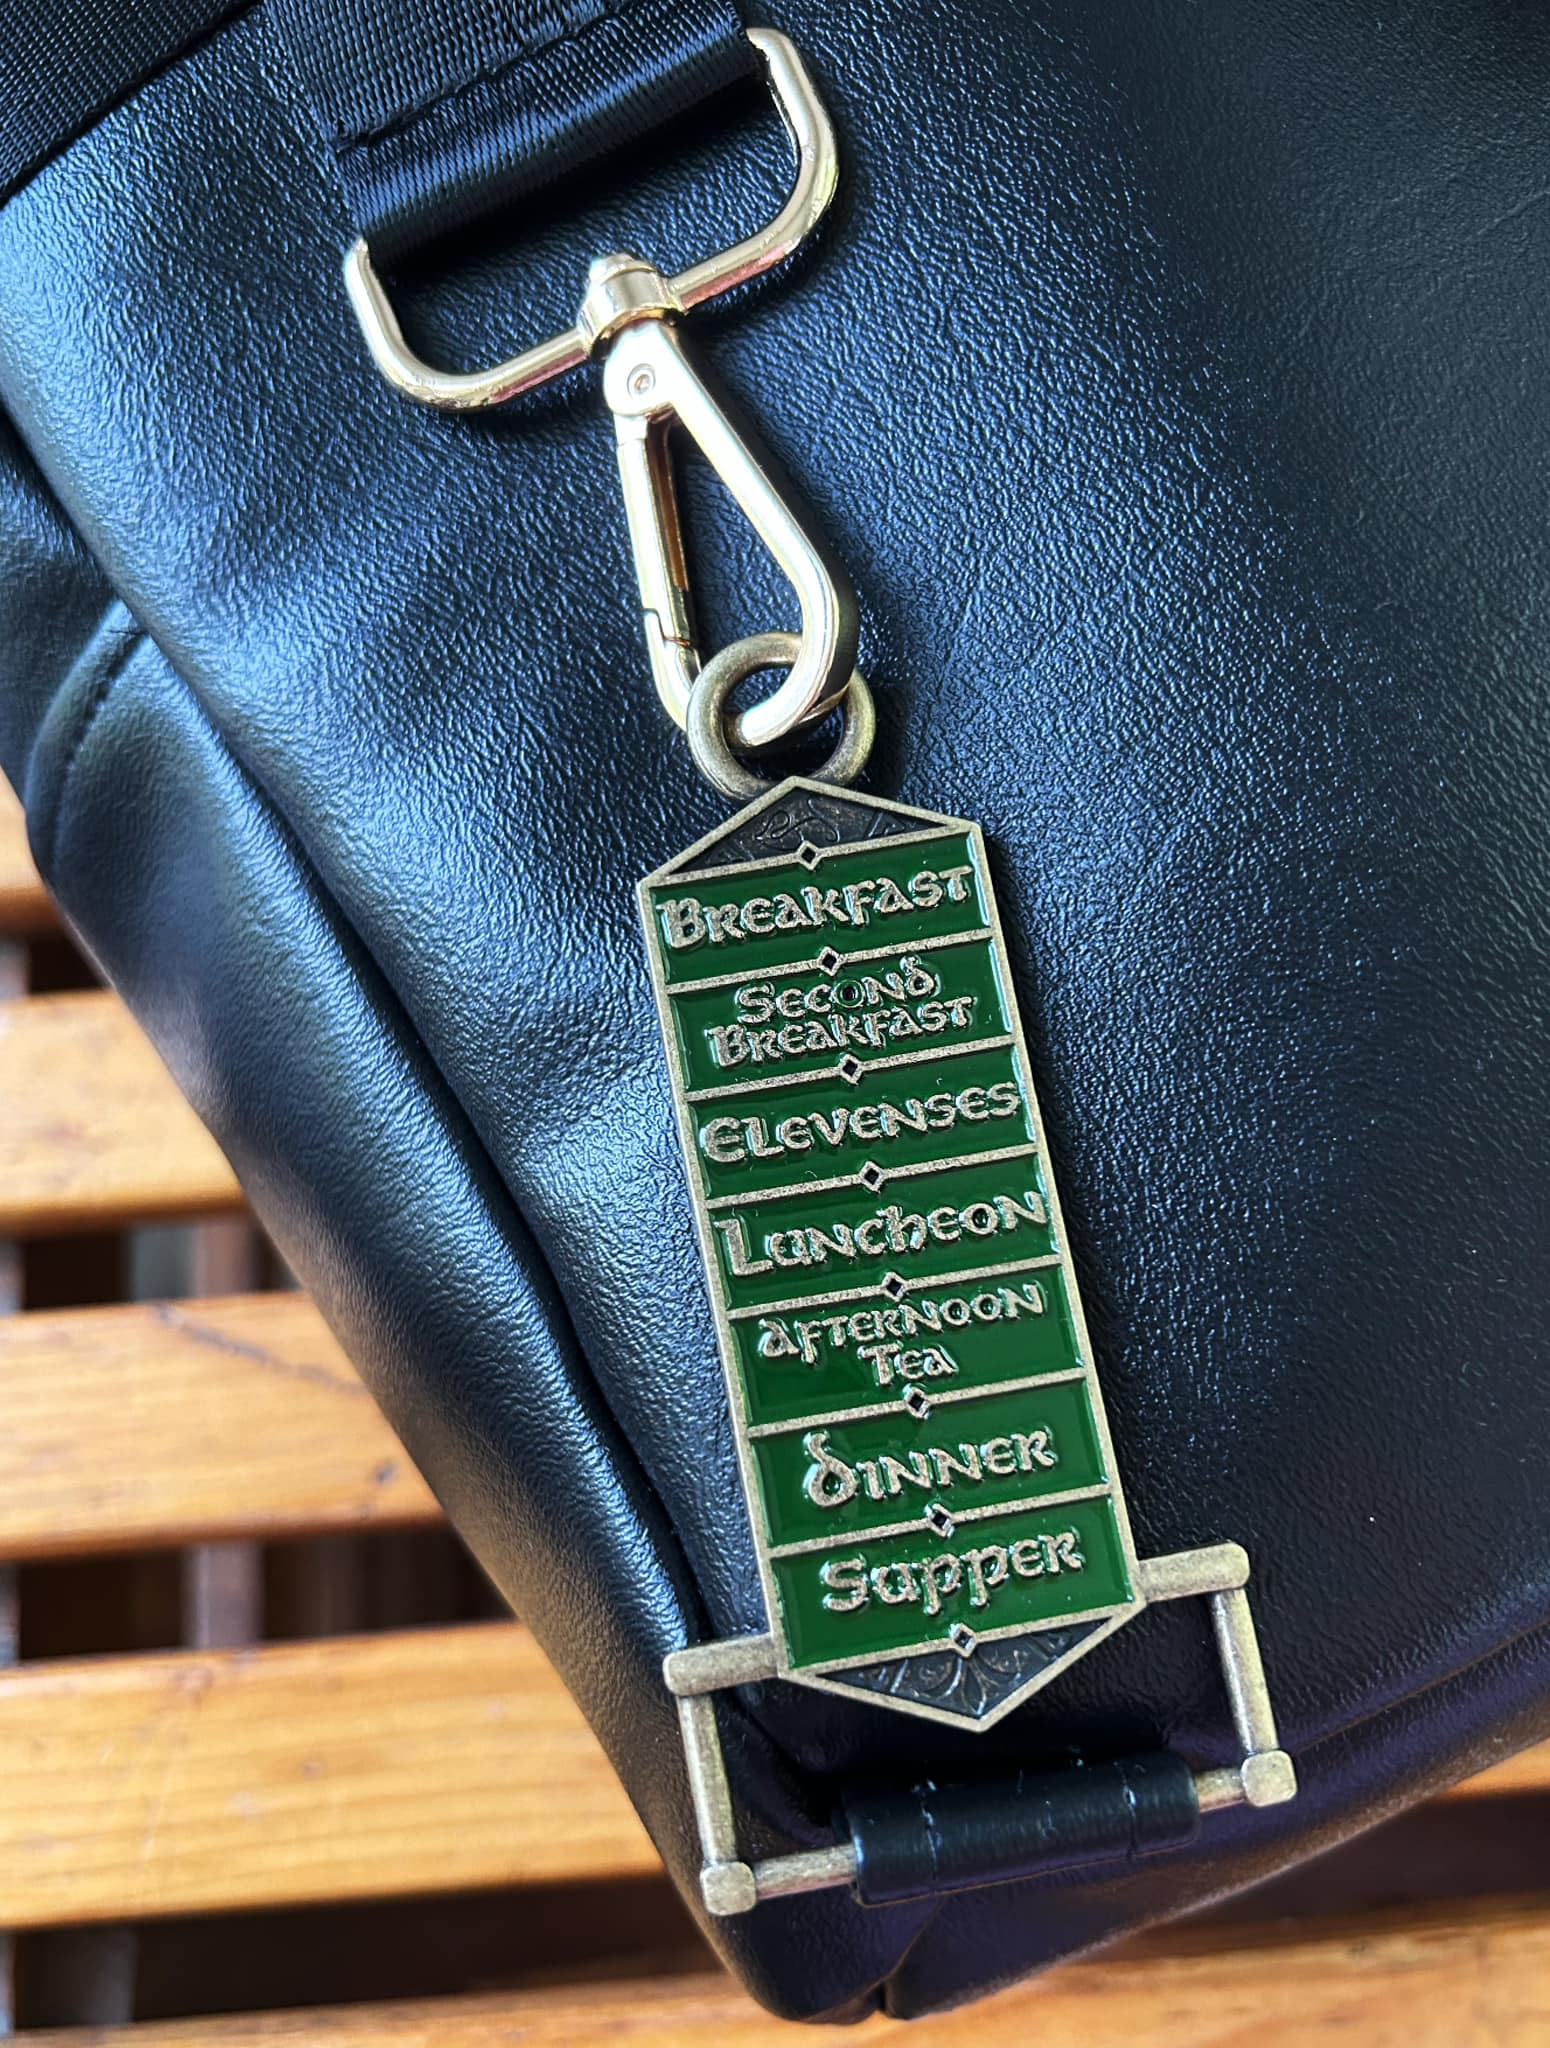 Breakfast
Second
Breakfast
Elevenses
Luncheon
Afternoon
Tea
Dinner
Supper